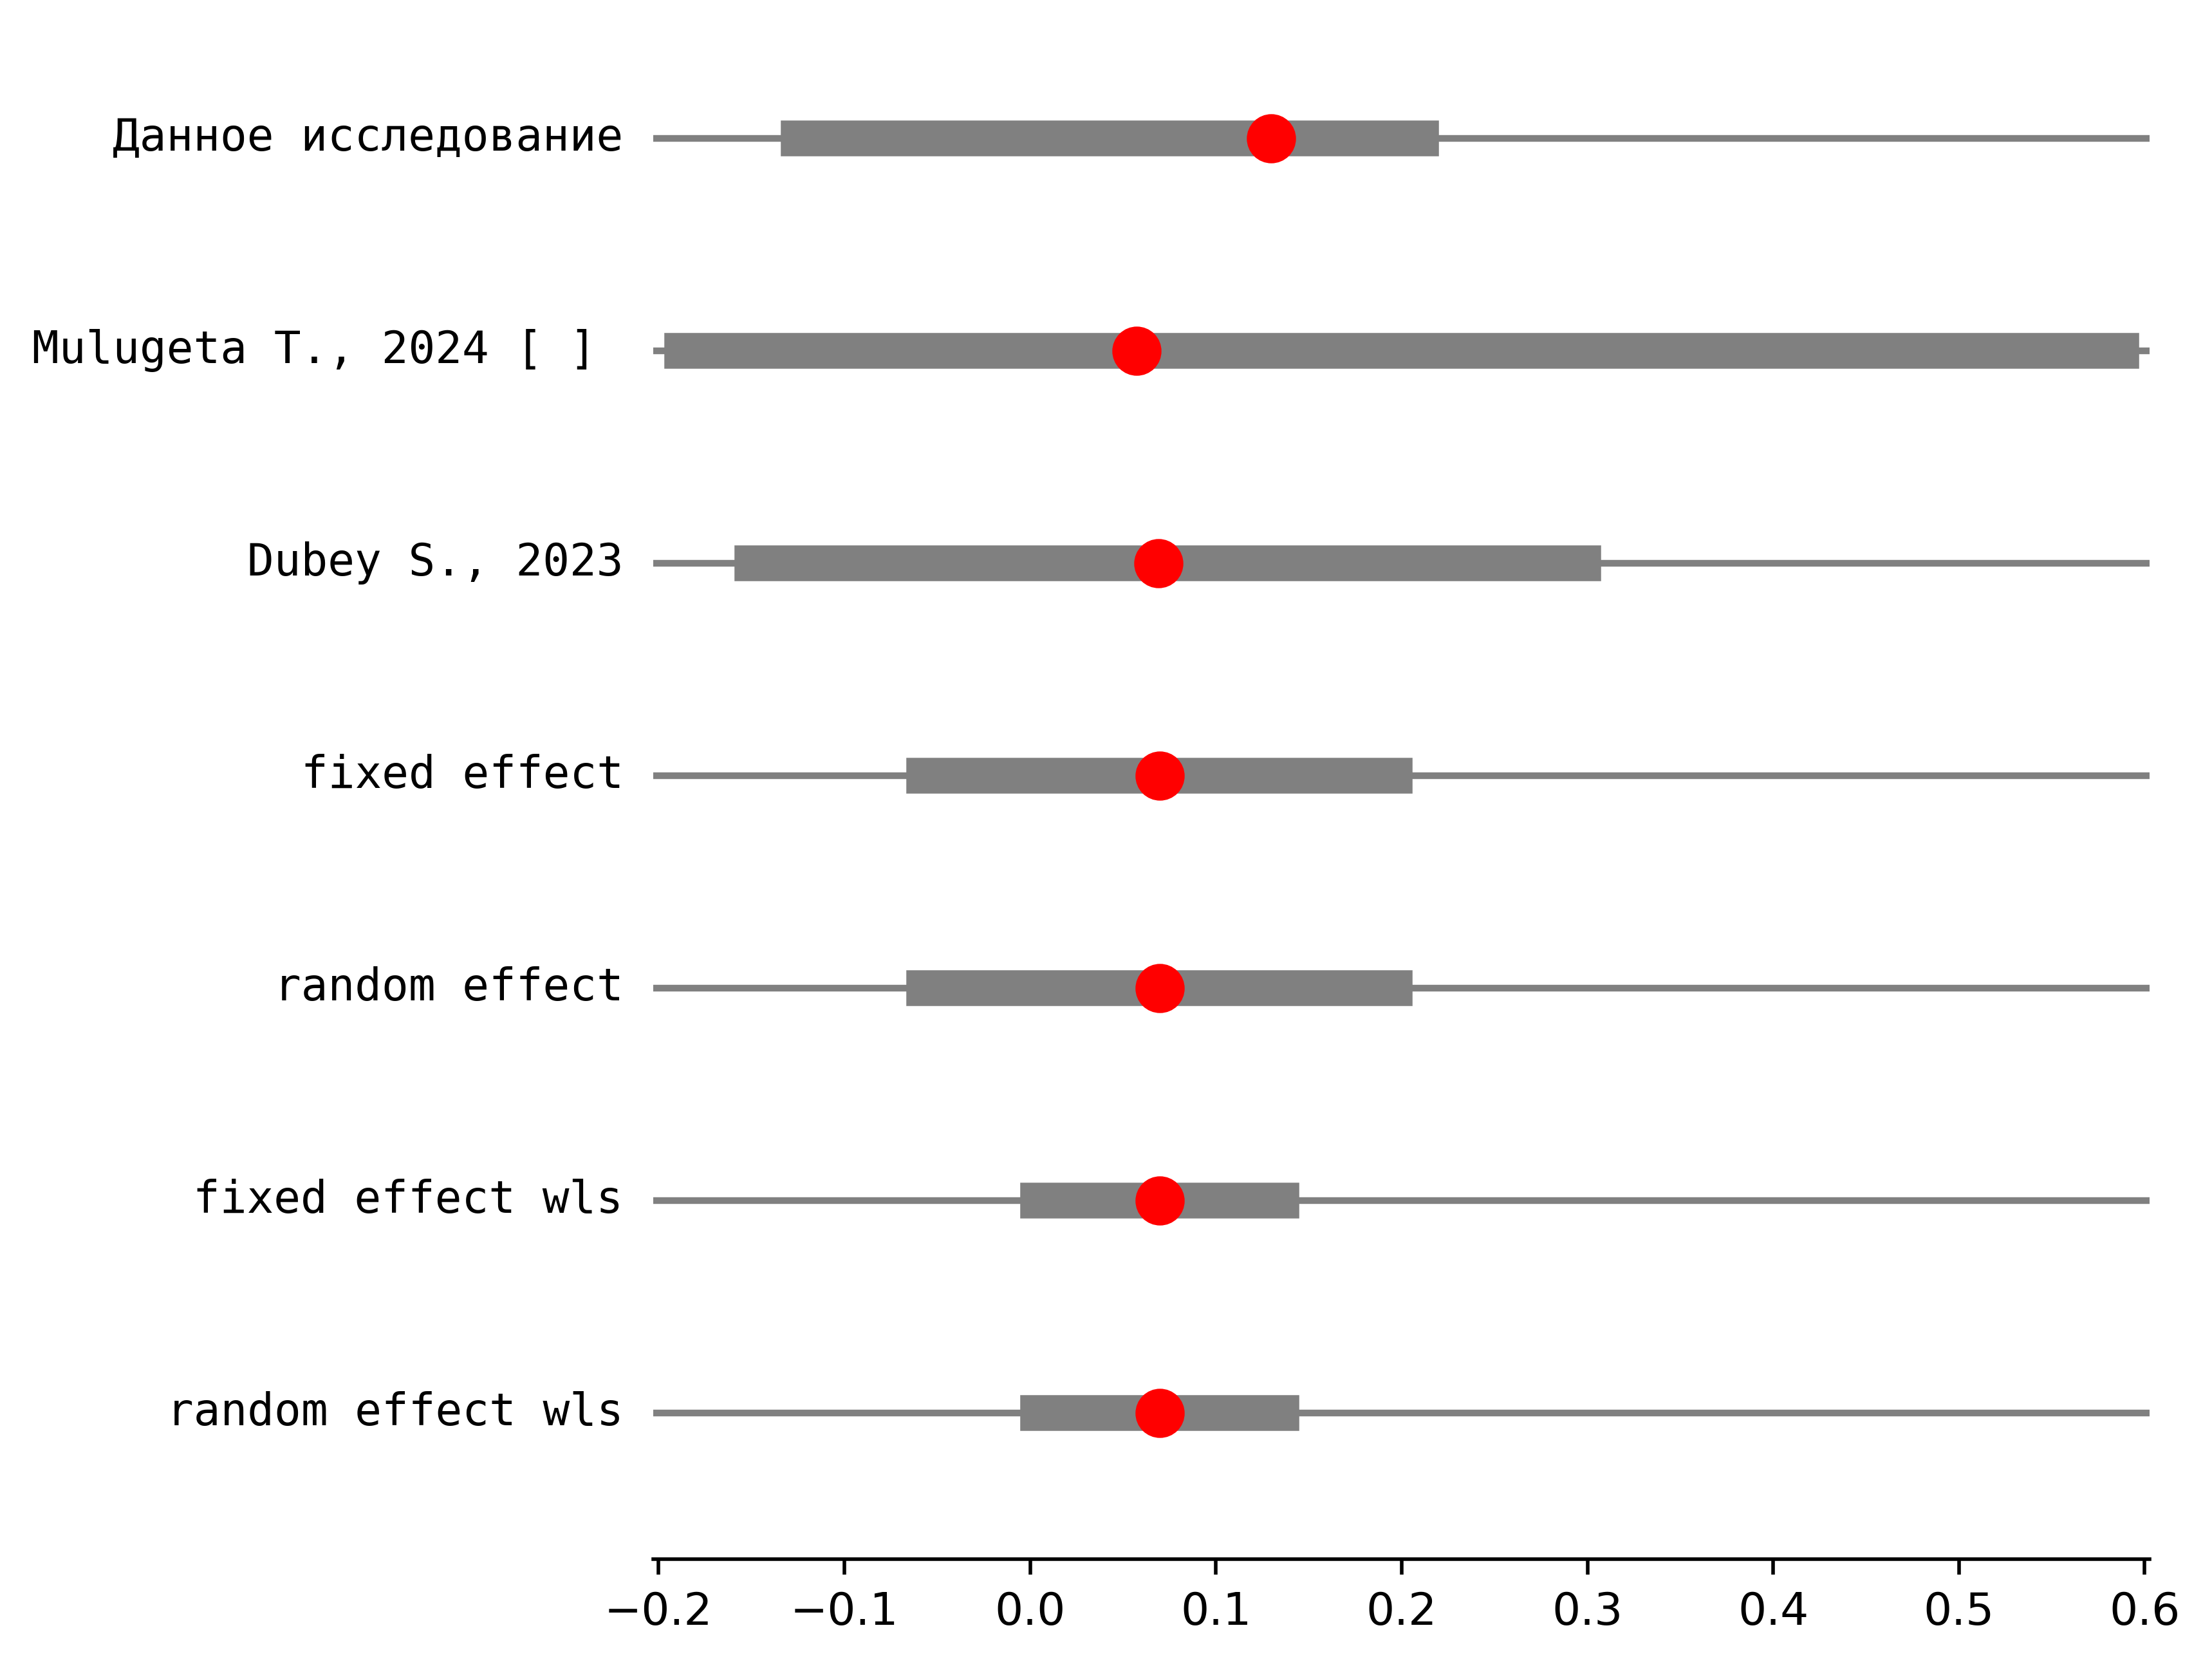 Данное исследование
Mulugeta T., 2024 [ ]
Dubey S., 2023
fixed effect
random effect
fixed effect wls
random effect wls
−0.2 −0.1 0.0 0.1 0.2 0.3 0.4 0.5 0.6